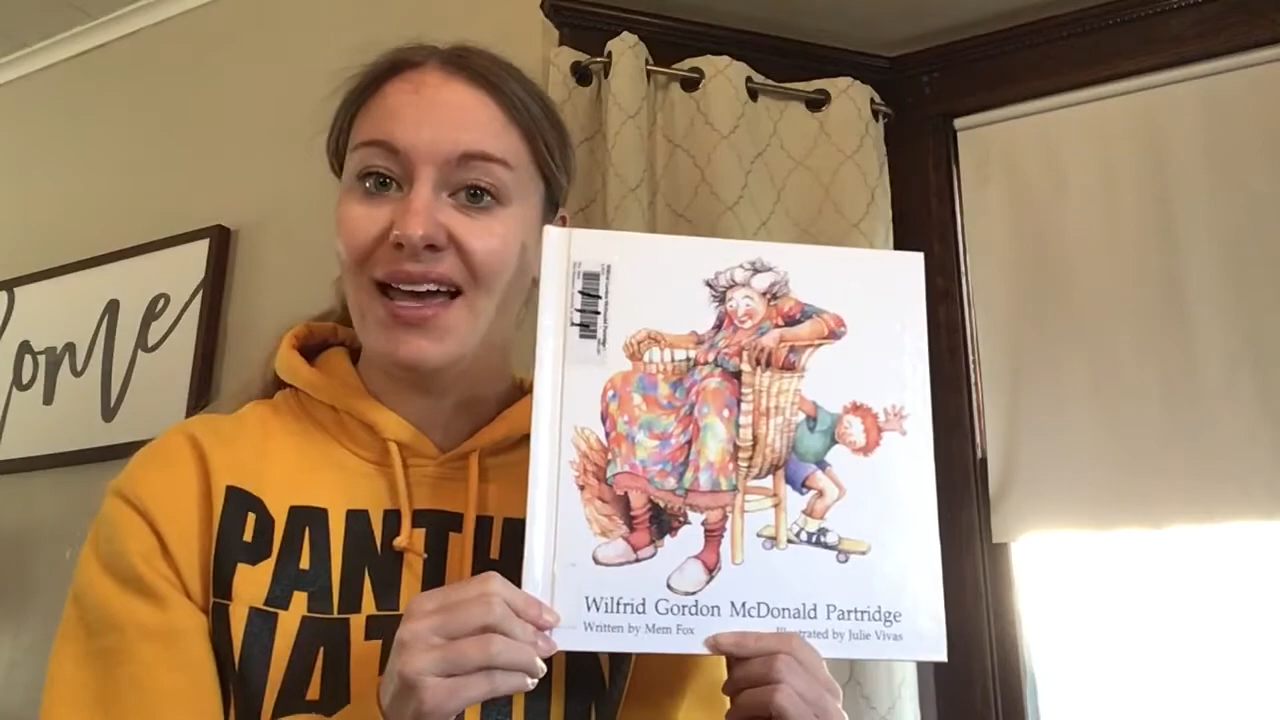 ome
PANTH
NAT N
Wilfrid Gordon McDonald Partridge
Written by Mem Fox
Illustrated by Julie Vivas